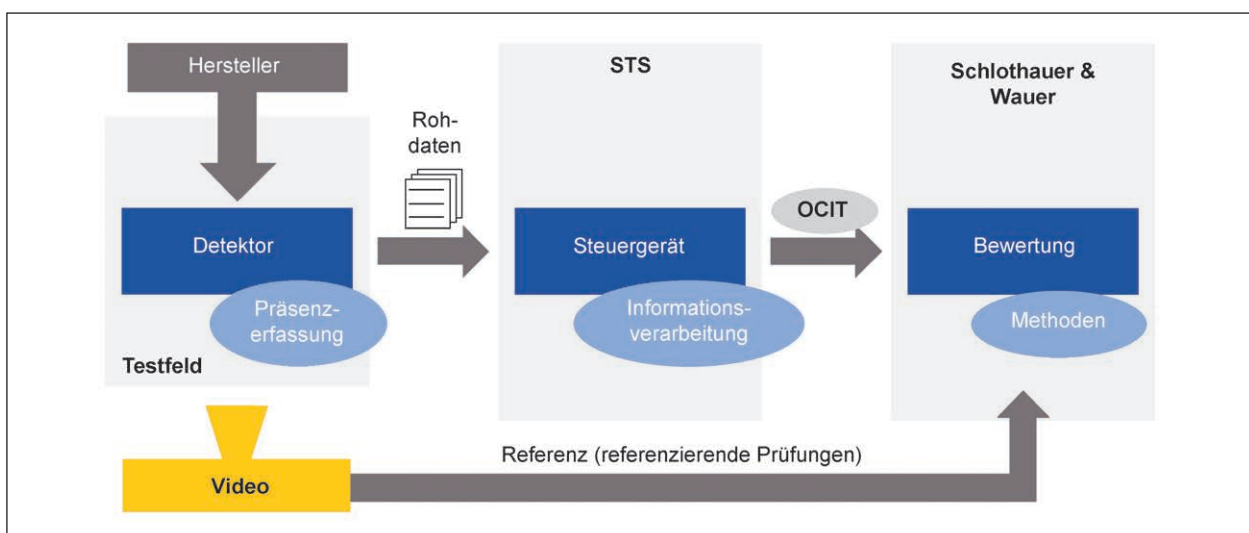 Hersteller
STS
Schlothauer &
Wauer
Roh-
daten
OCIT
Detektor
Steuergerät
Bewertung
Präsenz-
erfassung
Informations-
verarbeitung
Methoden
Testfeld
Referenz (referenzierende Prüfungen)
Video